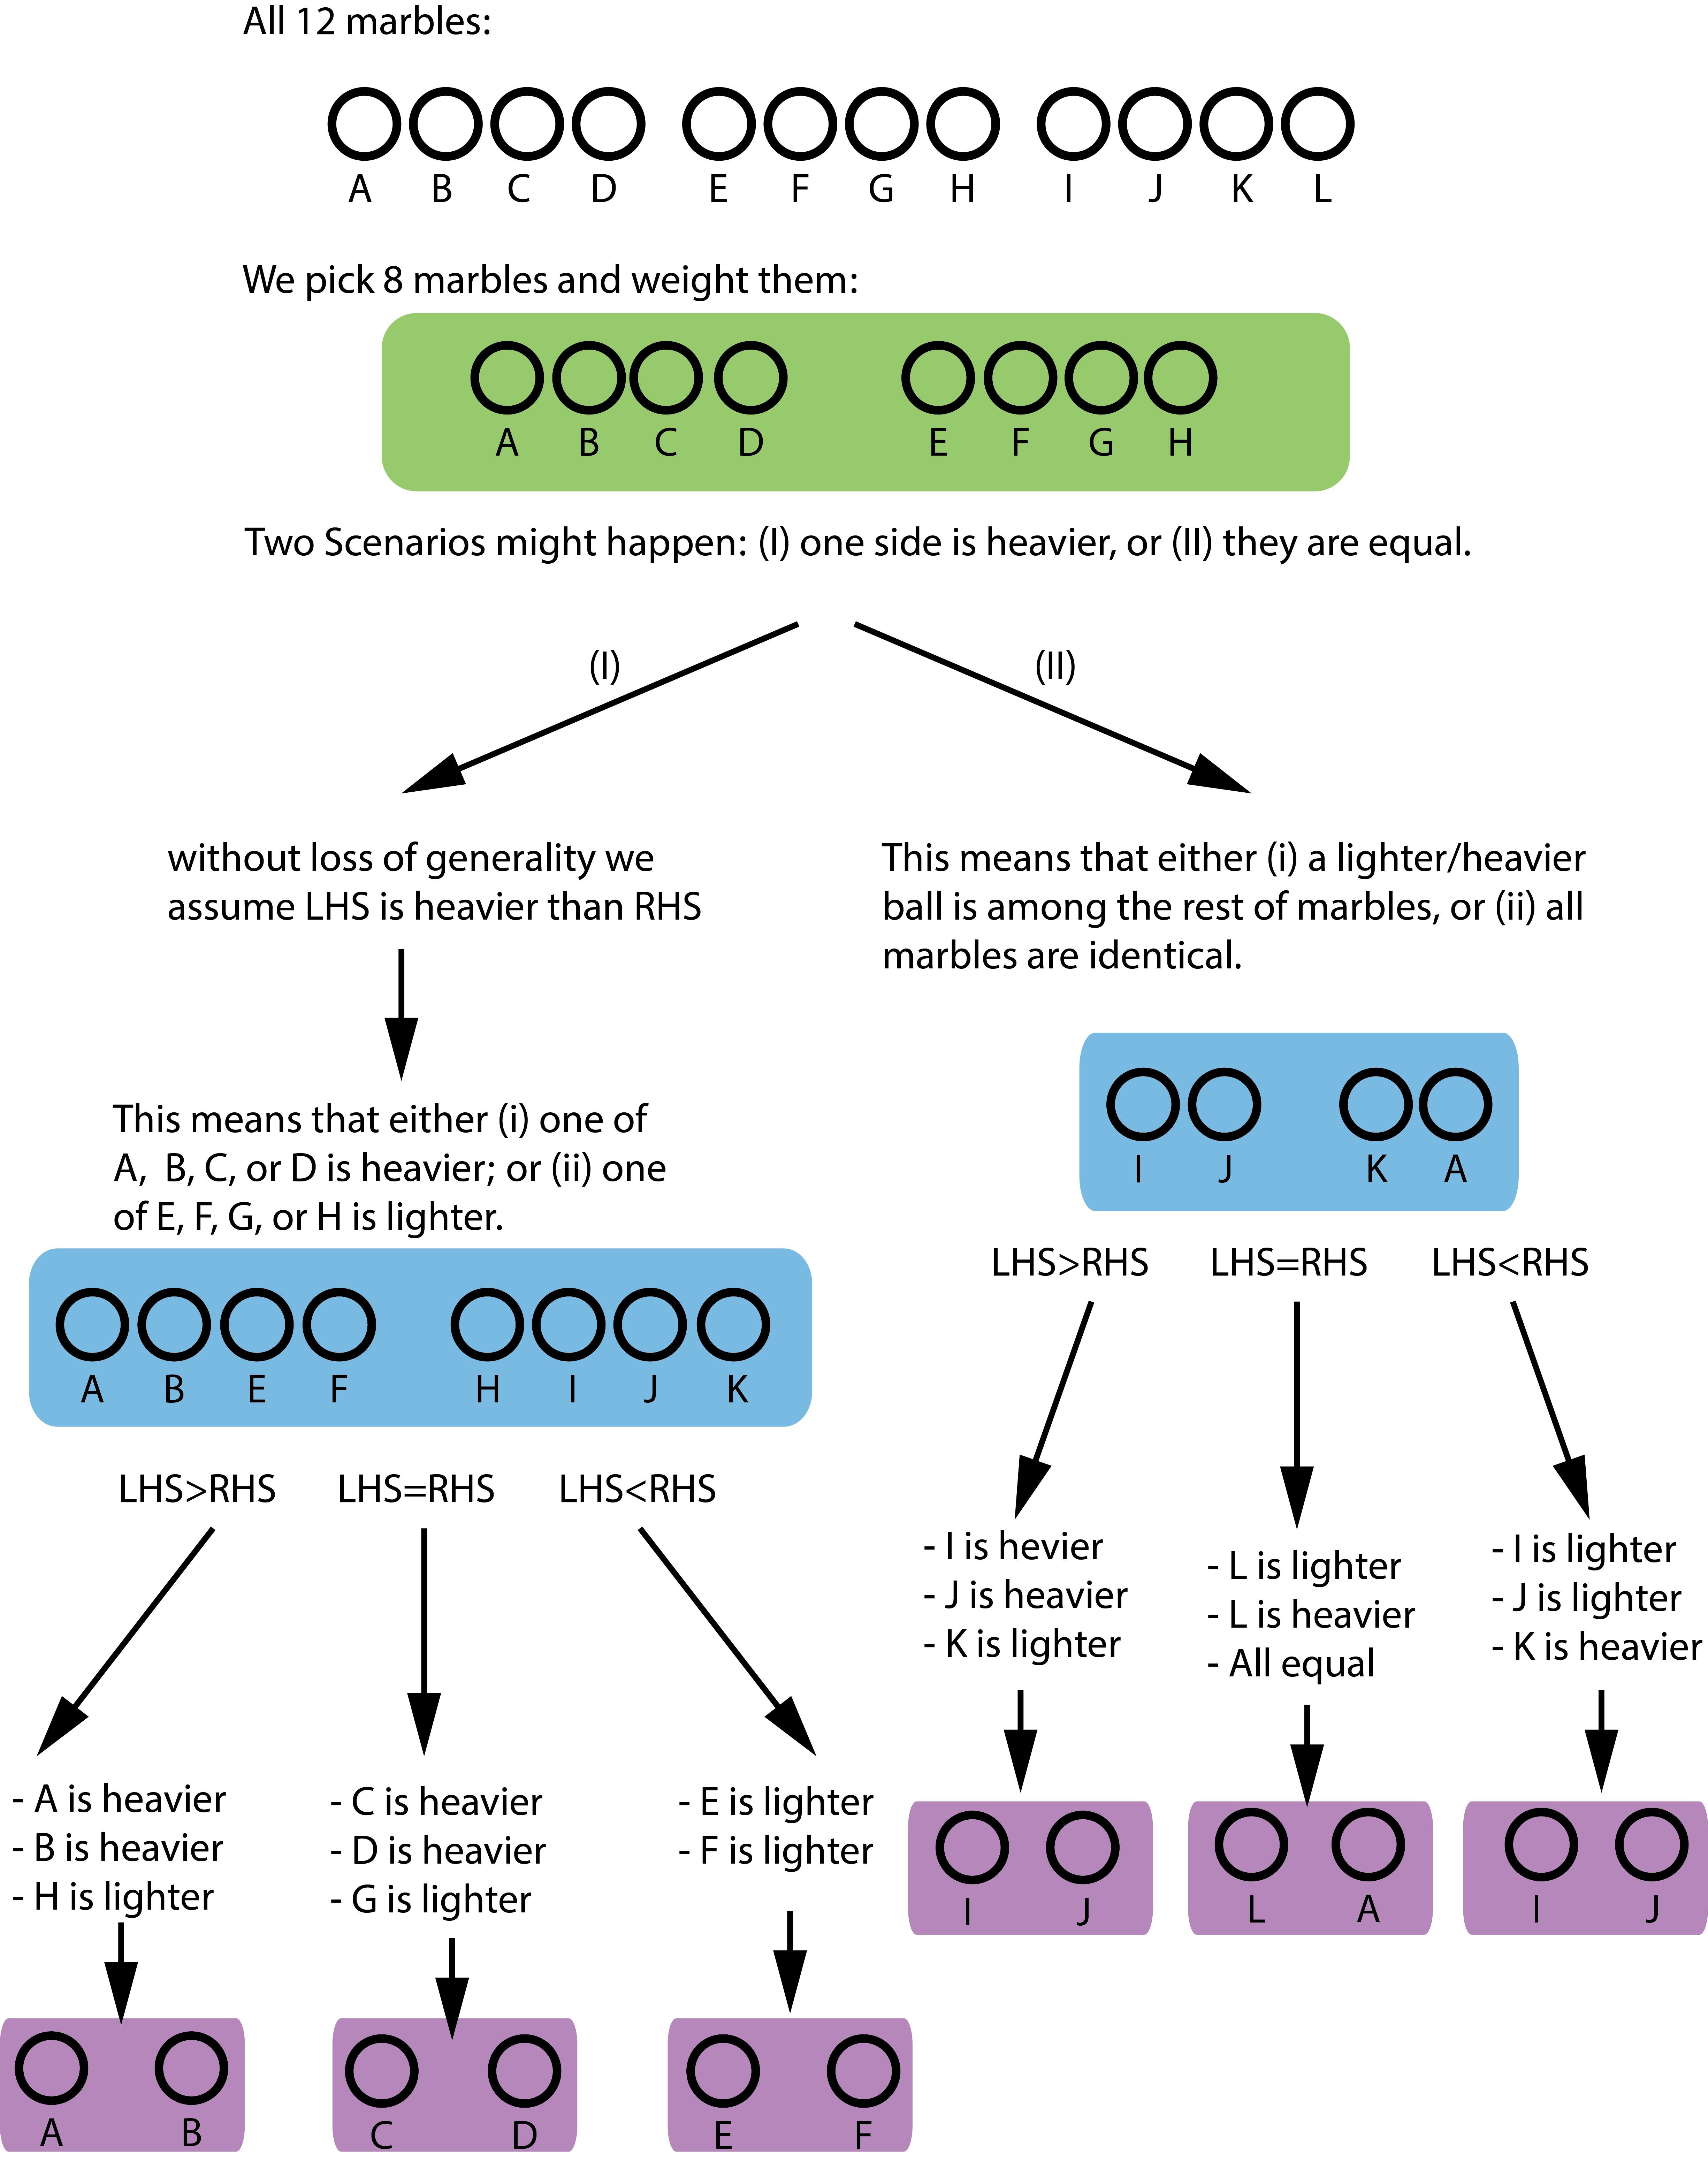 All 12 marbles:
A B C D E F G H I J K L
We pick 8 marbles and weight them:
A B C D E F G H
Two Scenarios might happen: (I) one side is heavier, or (II) they are equal.
(I)
(II)
without loss of generality we
assume LHS is heavier than RHS
This means that either (i) one of
A, B, C, or D is heavier; or (ii) one
of E, F, G, or H is lighter.
A B E F H I J K
LHS>RHS LHS=RHS LHS<RHS
- A is heavier
- B is heavier
- H is lighter
A B
- C is heavier
- D is heavier
- G is lighter
C D
- E is lighter
- F is lighter
E F
This means that either (i) a lighter/heavier
ball is among the rest of marbles, or (ii) all
marbles are identical.
I J K A
LHS>RHS LHS=RHS LHS<RHS
- I is hevier
- J is heavier
- K is lighter
I J
- L is lighter
- L is heavier
- All equal
L A
- I is lighter
- J is lighter
- K is heavier
I J